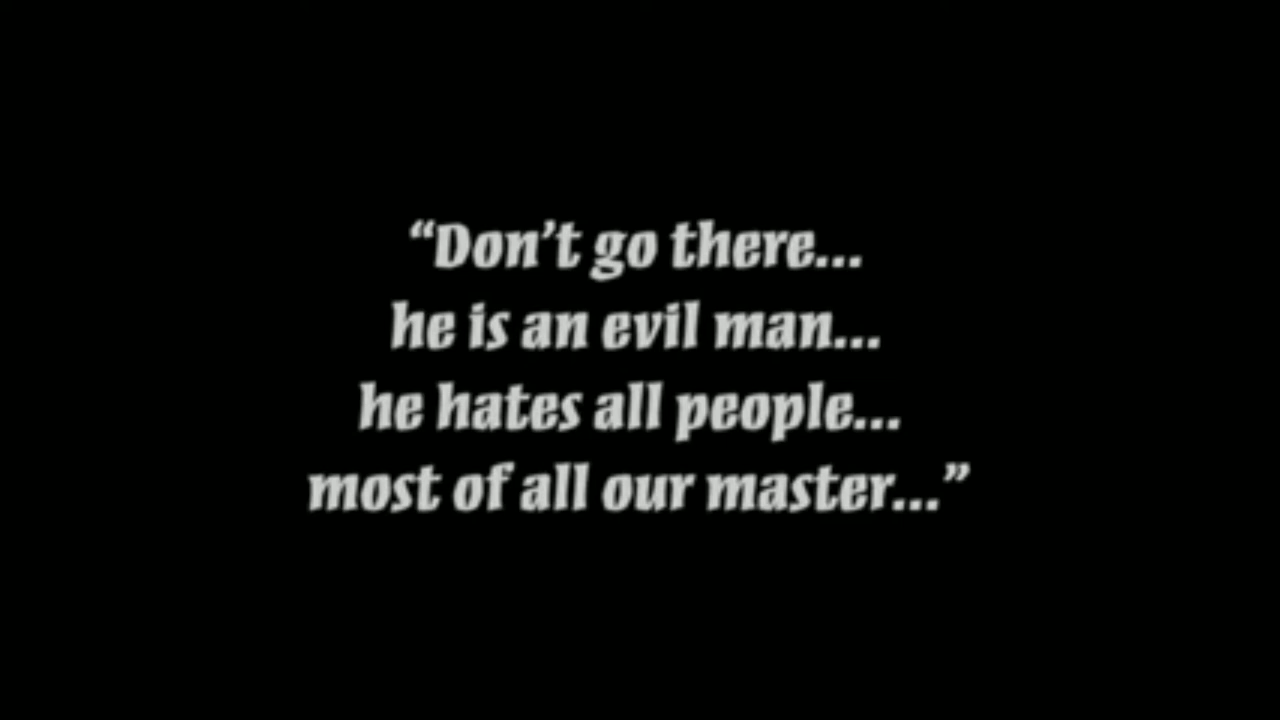 “Don’t go there...
he is an evil man...
he hates all people...
most of all our master...”